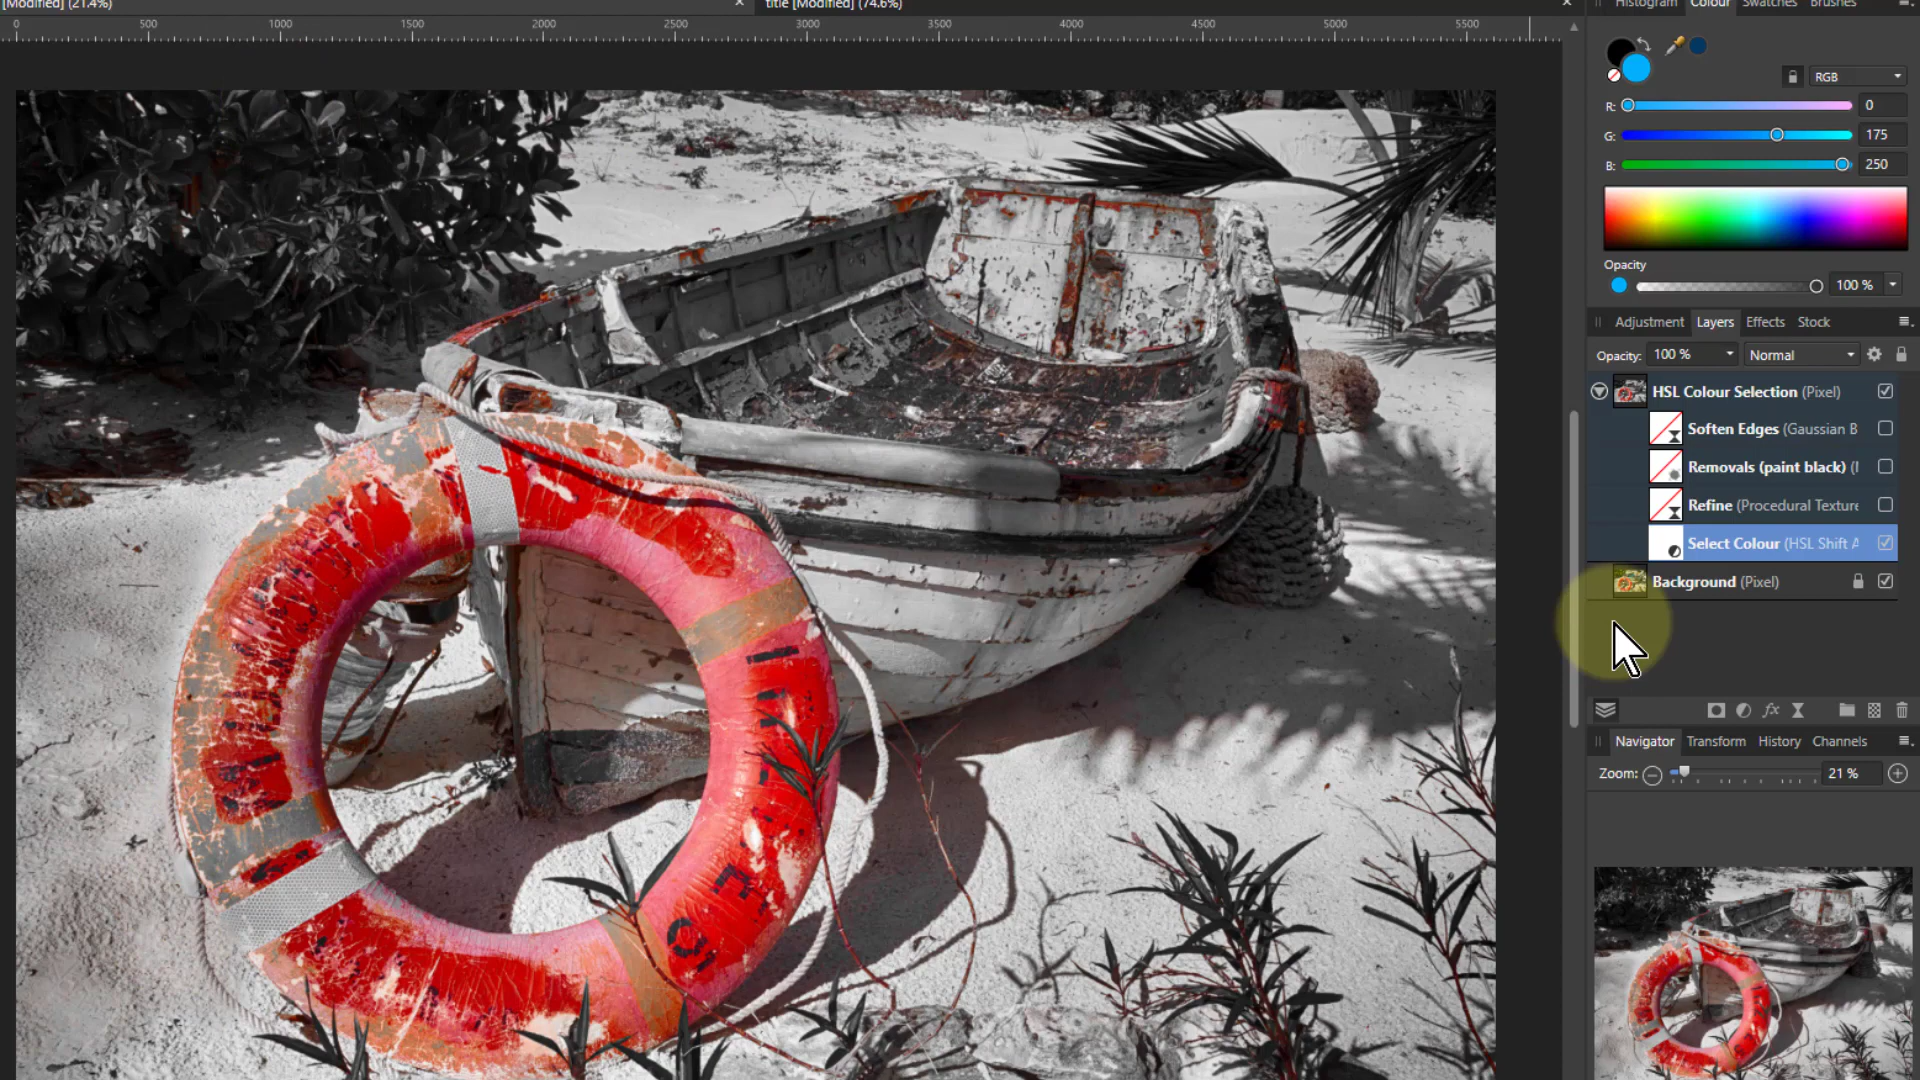 [Modified] (21.4%)
title [Modified] (74.6%)
0 500 1000 1500 2000 2500 3000 3500 4000 4500 5000 5500
Histogram Colour Swatches Brushes
RGB
R: 0
G: 175
B: 250
Opacity
100 %
Adjustment Layers Effects Stock
Opacity: 100 % Normal
HSL Colour Selection (Pixel)
Soften Edges (Gaussian B
Removals (paint black) (
Refine (Procedural Texture
Select Colour (HSL Shift A
Background (Pixel)
fx
Navigator Transform History Channels
Zoom: 21 %